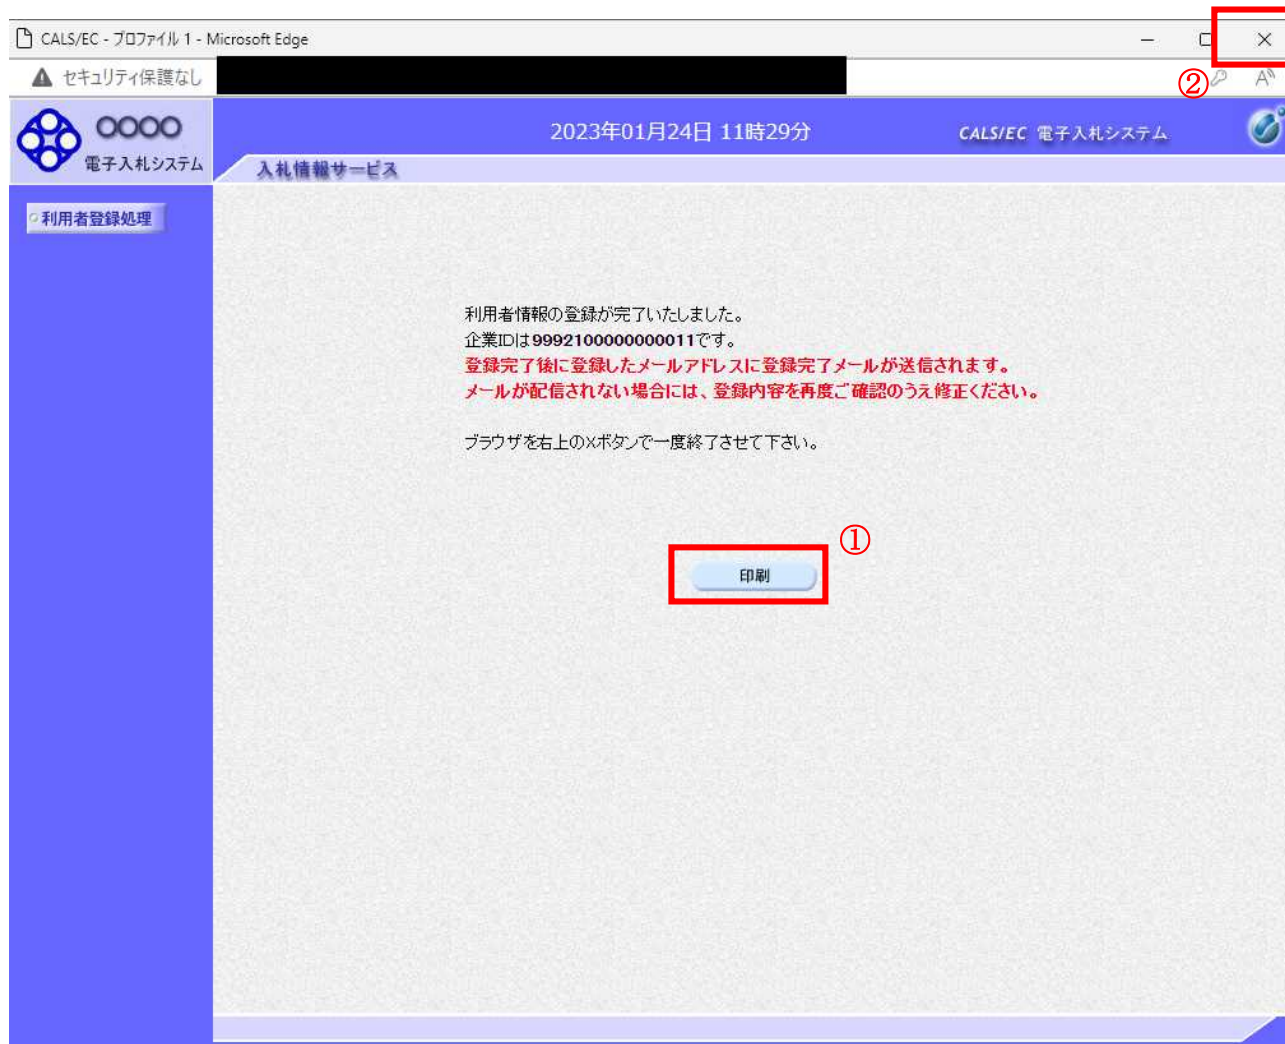 CALS/EC - プロファイル 1 - Microsoft Edge
②
セキュリティ保護なし
OOOO
電子入札システム
2023年01月24日 11時29分
CALS/EC 電子入札システム
入札情報サービス
利用者登録処理
利用者情報の登録が完了いたしました。
企業IDは9992100000000011です。
登録完了後に登録したメールアドレスに登録完了メールが送信されます。
メールが配信されない場合には、登録内容を再度ご確認のうえ修正ください。
ブラウザを右上の×ボタンで一度終了させて下さい。
①
印刷